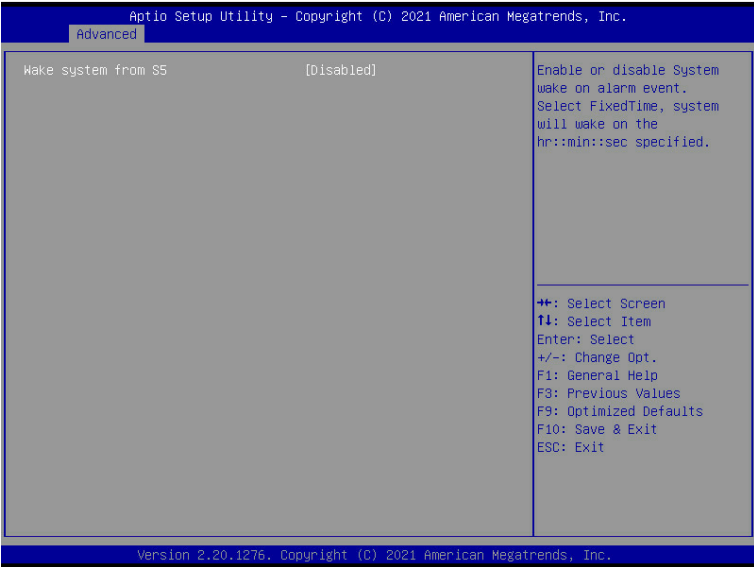 Aptio Setup Utility – Copyright (C) 2021 American Megatrends, Inc.
Advanced
Wake system from S5 [Disabled]
Enable or disable System
wake on alarm event.
Select FixedTime, system
will wake on the
hr::min::sec specified.
→←: Select Screen
↑↓: Select Item
Enter: Select
+/-: Change Opt.
F1: General Help
F3: Previous Values
F9: Optimized Defaults
F10: Save & Exit
ESC: Exit
Version 2.20.1276. Copyright (C) 2021 American Megatrends, Inc.